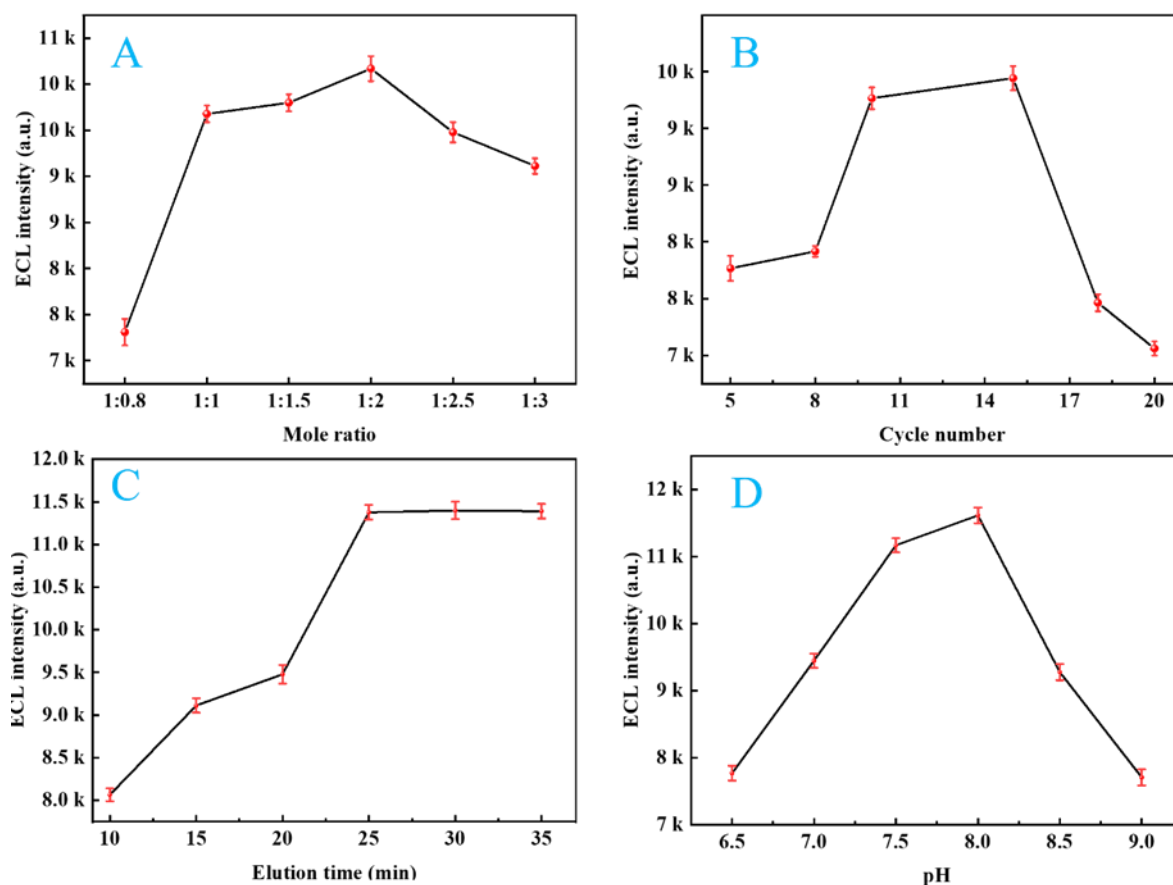 A
ECL intensity (a.u.)
11 k
10 k
10 k
9 k
9 k
8 k
8 k
7 k
1:0.8 1:1 1:1.5 1:2 1:2.5 1:3
Mole ratio
B
ECL intensity (a.u.)
10 k
9 k
9 k
8 k
8 k
7 k
5 8 11 14 17 20
Cycle number
C
ECL intensity (a.u.)
12.0 k
11.5 k
11.0 k
10.5 k
10.0 k
9.5 k
9.0 k
8.5 k
8.0 k
10 15 20 25 30 35
Elution time (min)
D
ECL intensity (a.u.)
12 k
11 k
10 k
9 k
8 k
7 k
6.5 7.0 7.5 8.0 8.5 9.0
pH